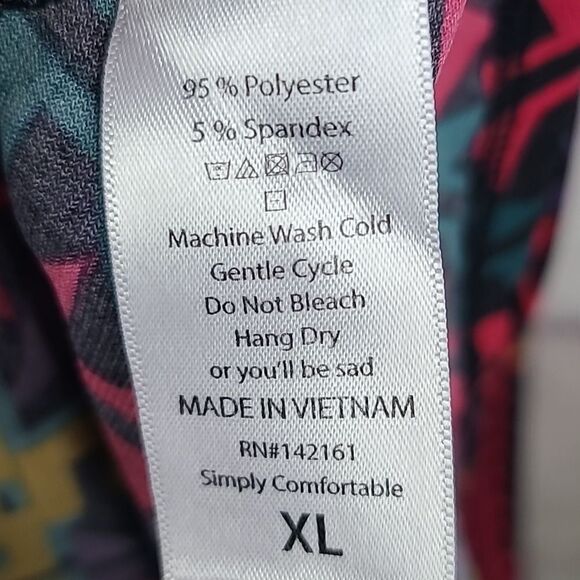 95 % Polyester
5 % Spandex
Machine Wash Cold
Gentle Cycle
Do Not Bleach
Hang Dry
or you'll be sad
MADE IN VIETNAM
RN#142161
Simply Comfortable
XL